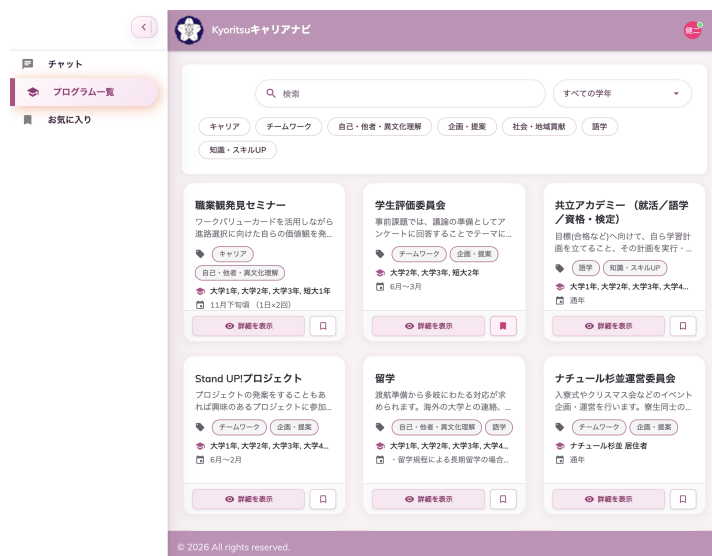 Kyoritsuキャリアナビ
健二
チャット
プログラム一覧
お気に入り
検索
すべての学年
キャリア
チームワーク
自己・他者・異文化理解
企画・提案
社会・地域貢献
語学
知識・スキルUP
職業観発見セミナー
ワークバリューカードを活用しながら
進路選択に向けた自らの価値観を発...
キャリア
自己・他者・異文化理解
大学1年, 大学2年, 大学3年, 短大1年
11月下旬頃 （1日×2回）
詳細を表示
学生評価委員会
事前課題では、議論の準備としてア
ンケートに回答することでテーマに...
チームワーク
企画・提案
大学2年, 大学3年, 短大2年
6月〜3月
詳細を表示
共立アカデミー （就活／語学
／資格・検定）
目標(合格など)へ向けて、自ら学習計
画を立てること、その計画を実行・...
語学
知識・スキルUP
大学1年, 大学2年, 大学3年, 大学4...
通年
詳細を表示
Stand UP!プロジェクト
プロジェクトの発案をすることもあ
れば興味のあるプロジェクトに参加...
チームワーク
企画・提案
大学1年, 大学2年, 大学3年, 大学4...
6月〜2月
詳細を表示
留学
渡航準備から多岐にわたる対応が求
められます。海外の大学との連絡、...
自己・他者・異文化理解
語学
大学1年, 大学2年, 大学3年, 大学4...
・留学規程による長期留学の場合...
詳細を表示
ナチュール杉並運営委員会
入寮式やクリスマス会などのイベント
企画・運営を行います。寮生同士の...
チームワーク
企画・提案
ナチュール杉並 居住者
通年
詳細を表示
© 2026 All rights reserved.